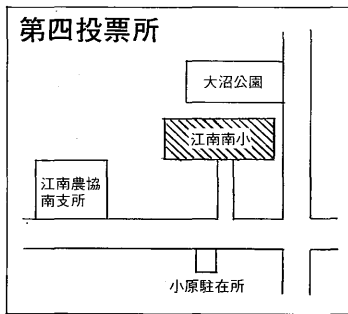 第四投票所
大沼公園
江南南小
江南農協
南支所
小原駐在所